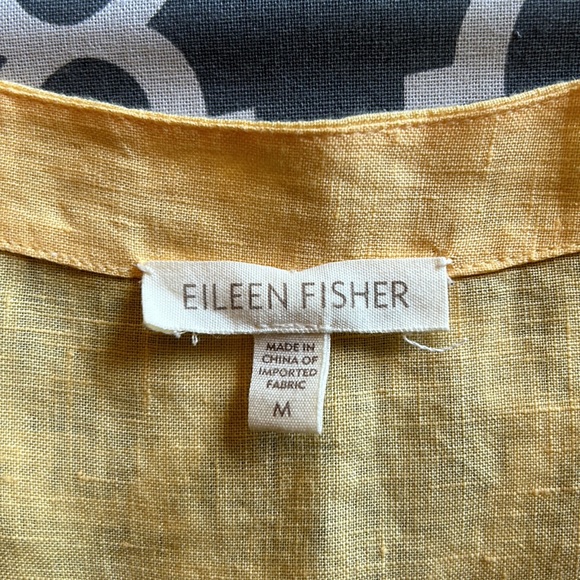 EILEEN FISHER
MADE IN
CHINA OF
IMPORTED
FABRIC
M